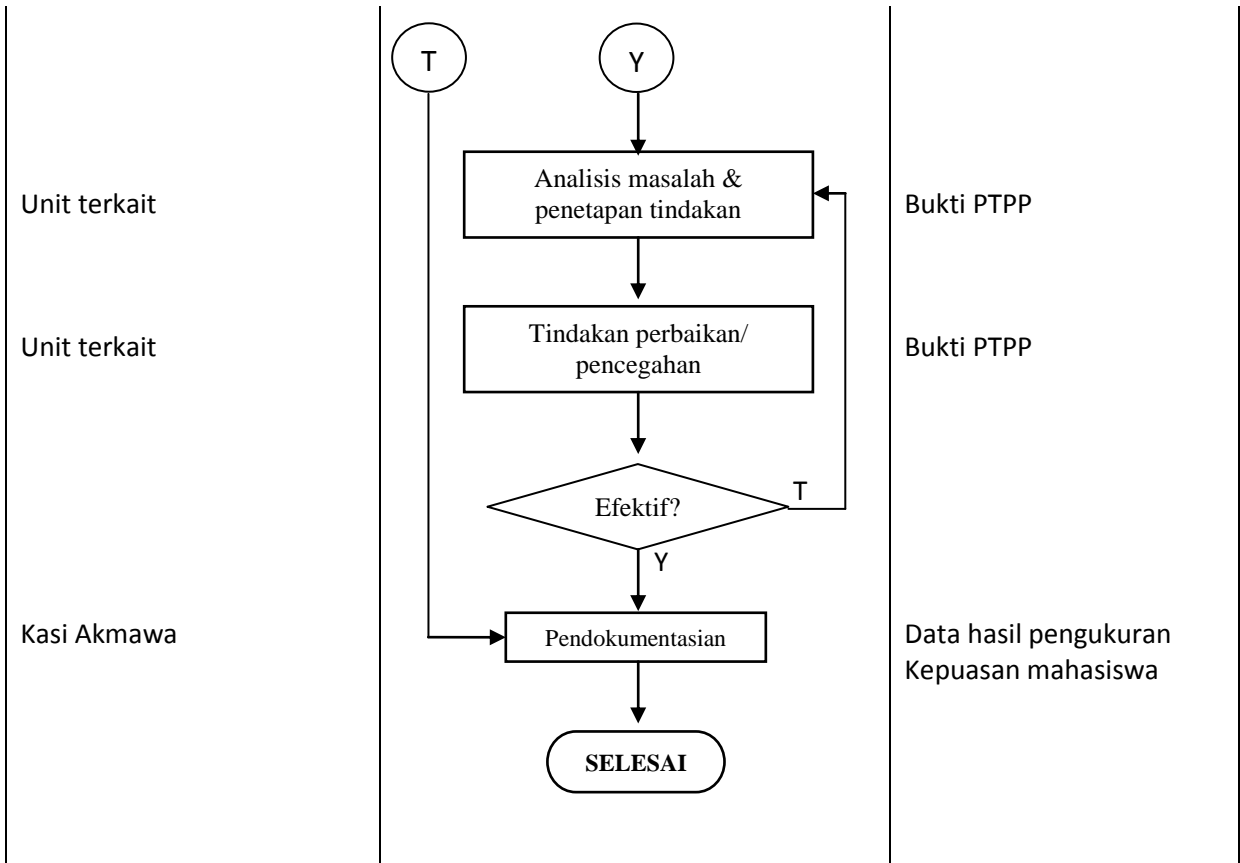 T
Y
Analisis masalah &
penetapan tindakan
Unit terkait
Bukti PTPP
Tindakan perbaikan/
pencegahan
Unit terkait
Bukti PTPP
Efektif?
T
Y
Kasi Akmawa
Pendokumentasian
Data hasil pengukuran
Kepuasan mahasiswa
SELESAI